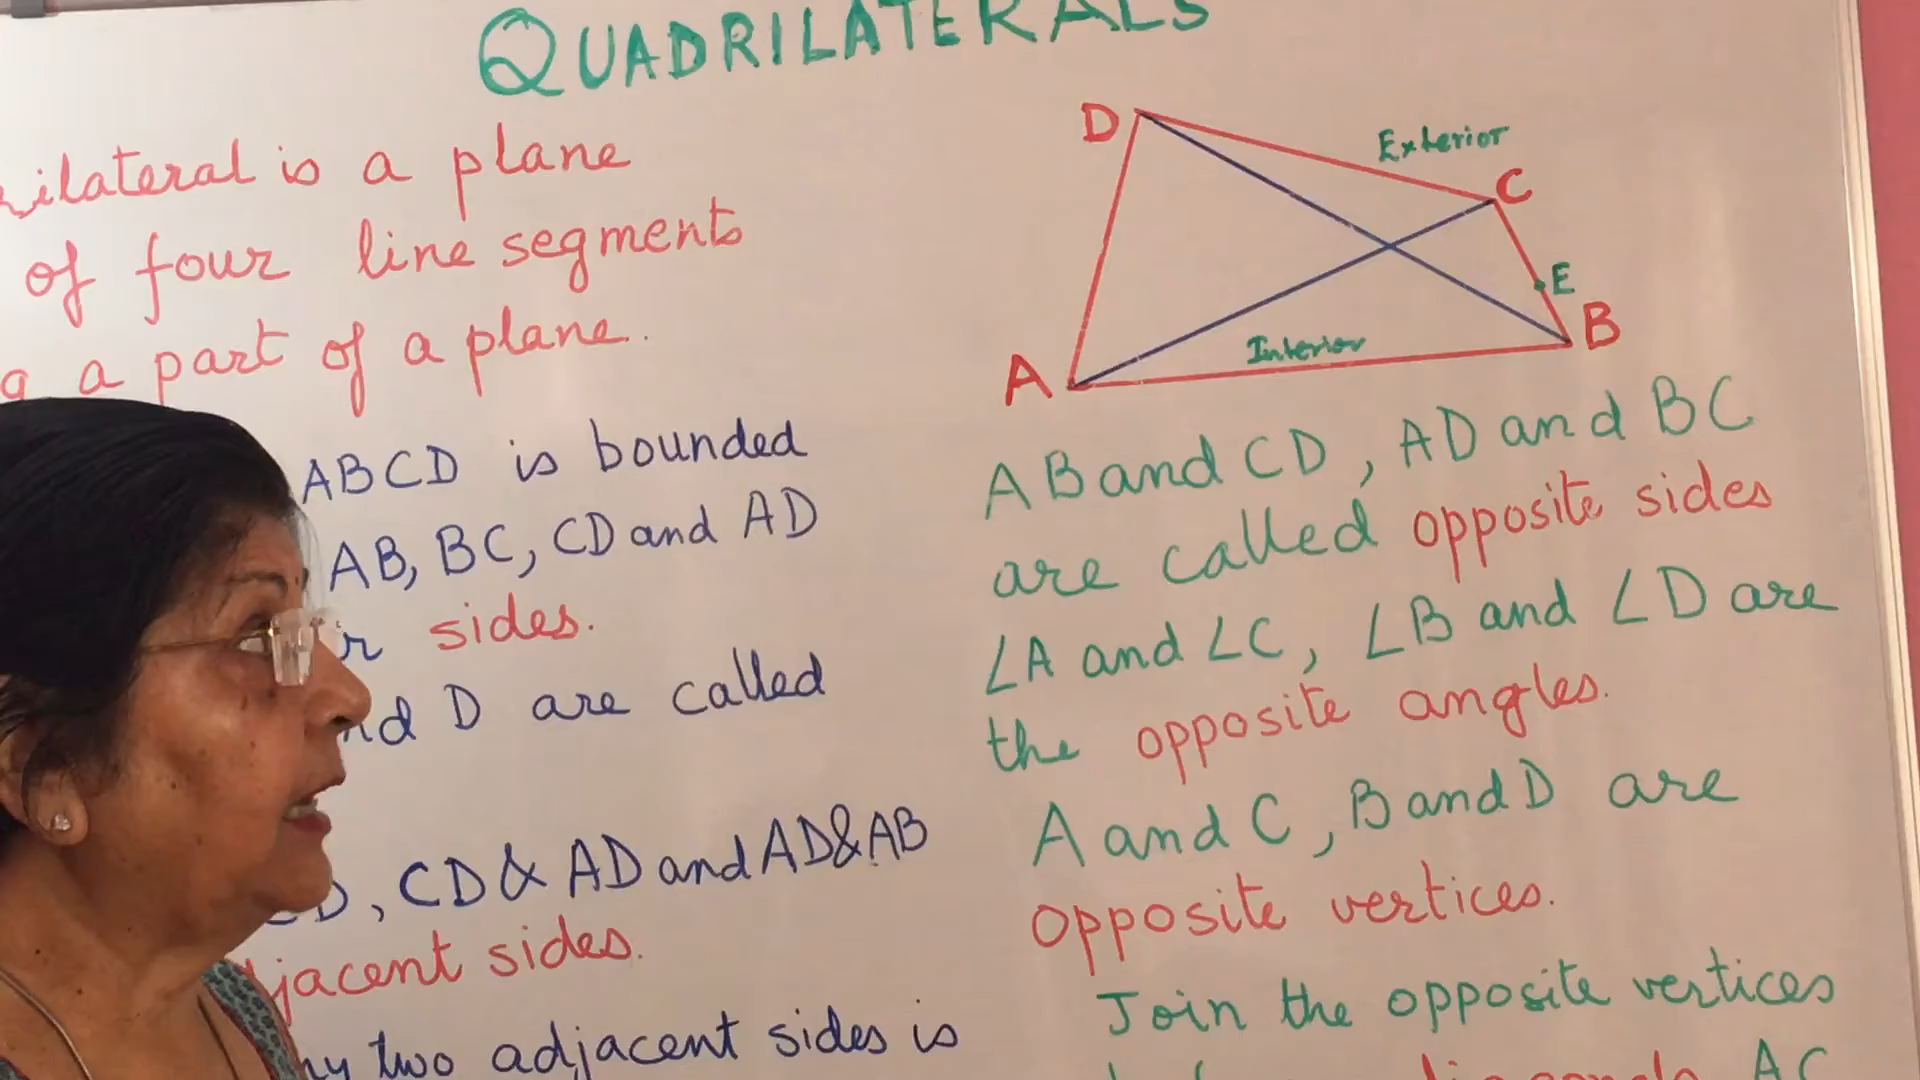 QUADRILATERALS
is a plane
of four line segments
a part of a plane.
ABCD is bounded
AB, BC, CD and AD
sides.
D are called
CD & AD and AD & AB
sides.
two adjacent sides is
D
Exterior
C
E
B
Interior
A
AB and CD, AD and BC
are called opposite sides
∠A and ∠C, ∠B and ∠D are
the opposite angles.
A and C, B and D are
opposite vertices.
Join the opposite vertices
AC